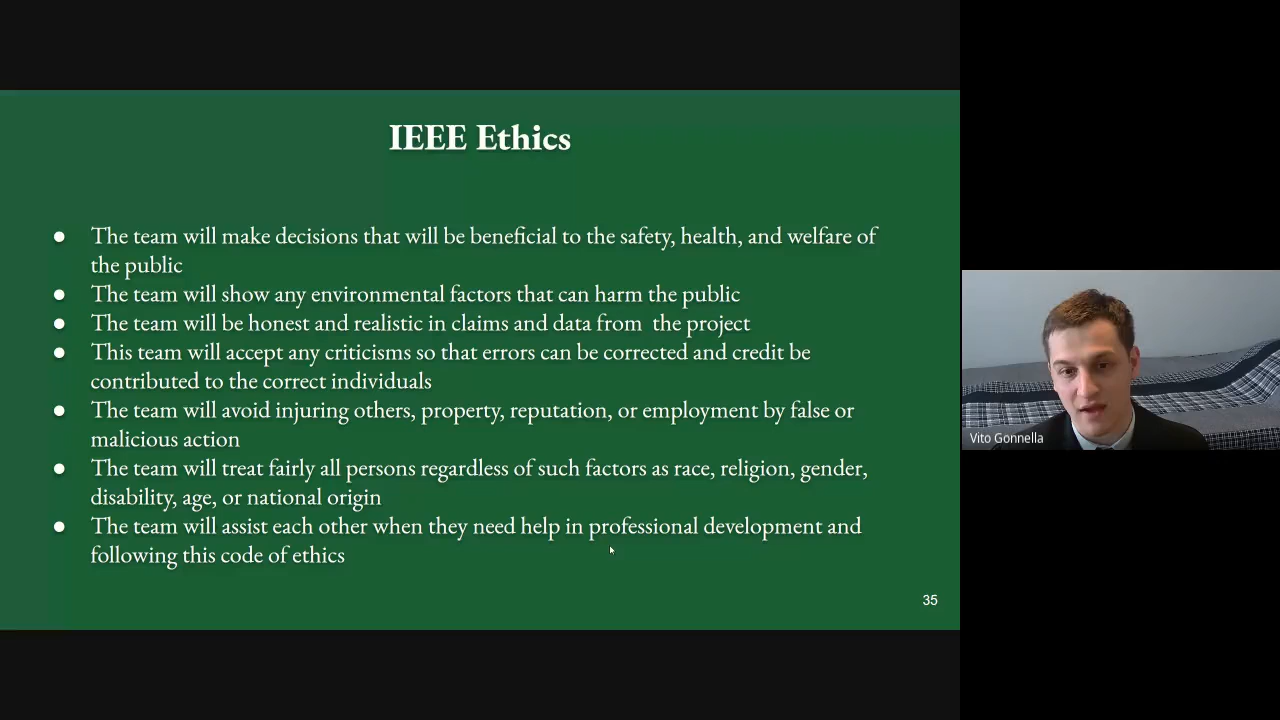 IEEE Ethics
● The team will make decisions that will be beneficial to the safety, health, and welfare of
the public
● The team will show any environmental factors that can harm the public
● The team will be honest and realistic in claims and data from  the project
● This team will accept any criticisms so that errors can be corrected and credit be
contributed to the correct individuals
● The team will avoid injuring others, property, reputation, or employment by false or
malicious action
● The team will treat fairly all persons regardless of such factors as race, religion, gender,
disability, age, or national origin
● The team will assist each other when they need help in professional development and
following this code of ethics
35
Vito Gonnella